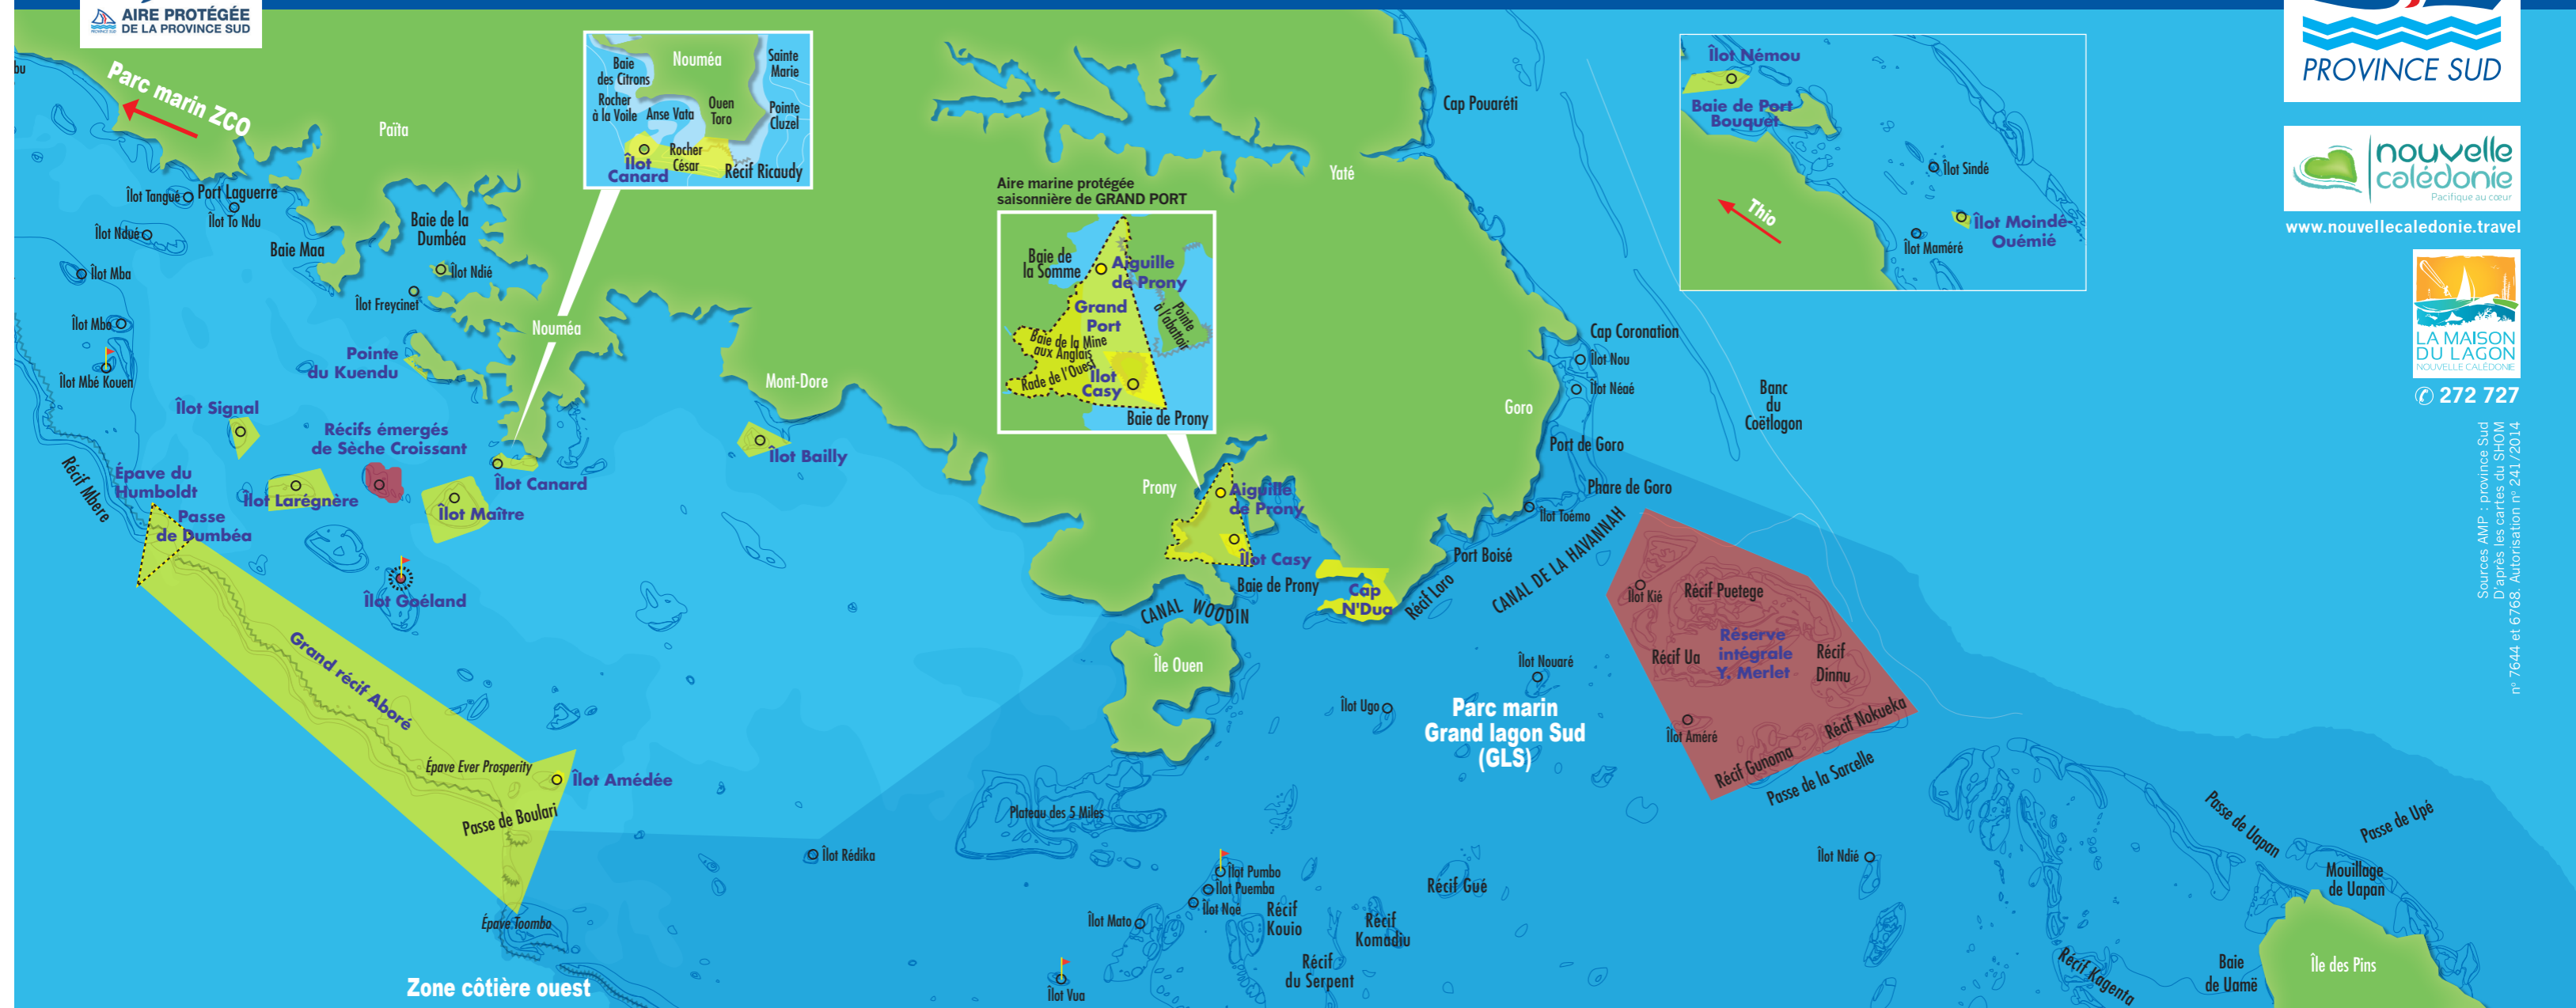 AIRE PROTÉGÉE
DE LA PROVINCE SUD
PROVINCE SUD
nouvelle
calédonie
Pacifique au cœur
www.nouvellecaledonie.travel
LA MAISON
DU LAGON
NOUVELLE CALÉDONIE
272 727
Sources AMP : province Sud
D'après les cartes du SHOM
nº 7644 et 6768. Autorisation nº 241/2014
bu
Parc marin ZCO
Païta
Îlot Tangué
Port Laguerre
Îlot To Ndu
Îlot Ndué
Baie Maa
Baie de la
Dumbéa
Îlot Mba
Îlot Ndié
Îlot Freycinet
Îlot Mbo
Îlot Mbé Kouen
Nouméa
Pointe
du Kuendu
Îlot Signal
Récifs émergés
de Sèche Croissant
Récif Mbere
Épave du
Humboldt
Passe
de Dumbéa
Îlot Larégnère
Îlot Maître
Îlot Canard
Îlot Goéland
Grand récif Aboré
Épave Ever Prosperity
Îlot Amédée
Passe de Boulari
Épave Toombo
Zone côtière ouest
Baie
des Citrons
Nouméa
Sainte
Marie
Rocher
à la Voile
Anse Vata
Ouen
Toro
Pointe
Cluzel
Îlot
Canard
Rocher
César
Récif Ricaudy
Mont-Dore
Îlot Bailly
Aire marine protégée
saisonnière de GRAND PORT
Baie de
la Somme
Aiguille
de Prony
Grand
Port
Pointe
à l'abattoir
Baie de la Mine
aux Anglais
Rade de l'Ouest
Îlot
Casy
Baie de Prony
Yaté
Cap Pouaréti
Cap Coronation
Îlot Nou
Îlot Néaé
Goro
Port de Goro
Banc
du
Coëtlogon
Phare de Goro
Îlot Toémo
Prony
Aiguille
de Prony
Îlot Casy
Baie de Prony
Cap
N'Dua
Port Boisé
Récif Loro
CANAL DE LA HAVANNAH
CANAL WOODIN
Île Ouen
Îlot Kié
Récif Puetege
Récif Ua
Réserve
intégrale
Y. Merlet
Récif
Dinnu
Îlot Améré
Récif Nokueka
Récif Gunoma
Passe de la Sarcelle
Îlot Nouaré
Îlot Ugo
Parc marin
Grand lagon Sud
(GLS)
Plateau des 5 Miles
Îlot Rédika
Îlot Pumbo
Îlot Puemba
Îlot Noé
Îlot Mato
Récif
Kouio
Récif
Komadiu
Récif Gué
Récif
du Serpent
Îlot Vua
Îlot Ndié
Passe de Uapan
Passe de Upé
Mouillage
de Uapan
Récif Kagenta
Baie
de Uamë
Île des Pins
Îlot Némou
Baie de Port
Bouquet
Îlot Sindé
Thio
Îlot Moindé-
Ouémié
Îlot Maméré